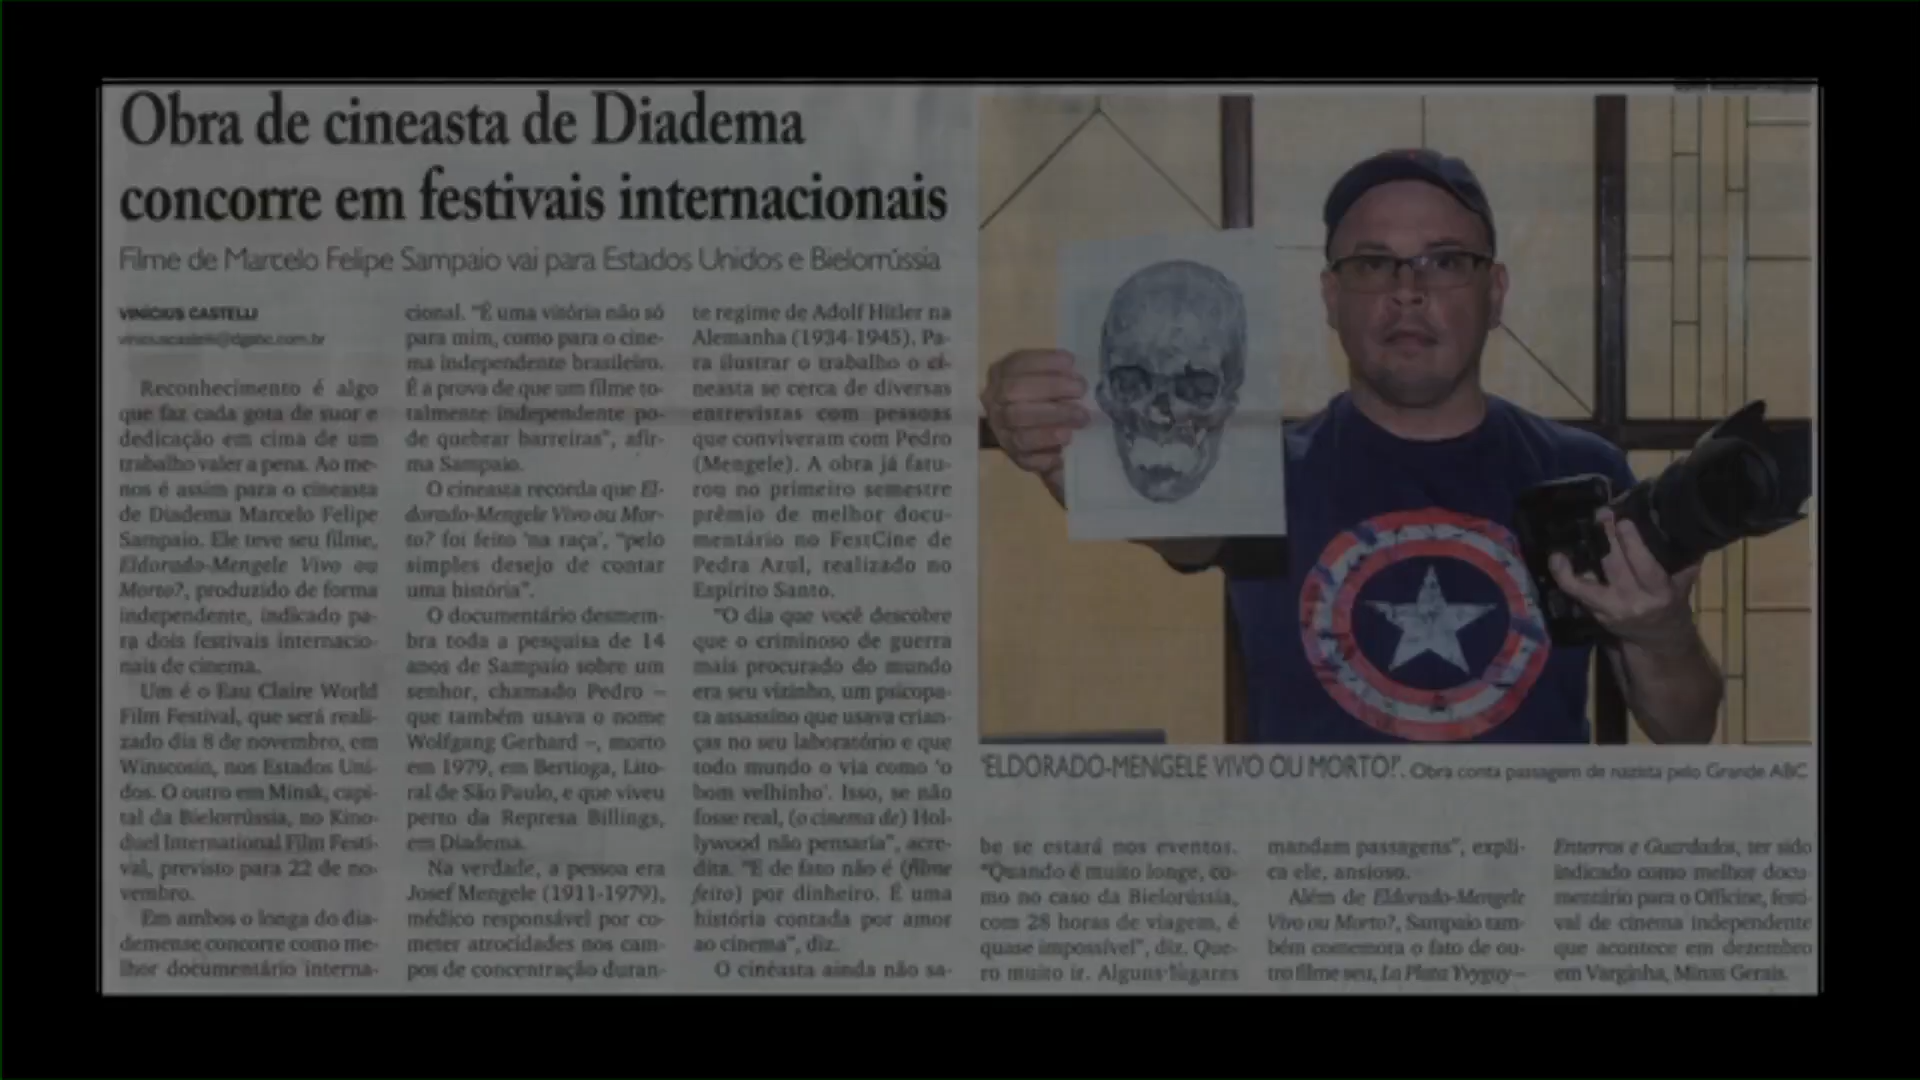 Obra de cineasta de Diadema
concorre em festivais internacionais
Filme de Marcelo Felipe Sampaio vai para Estados Unidos e Bielorrússia
VINÍCIUS CASTELLI
viniciuscastelli@dgabc.com.br
Reconhecimento é algo
que faz cada gota de suor e
dedicação em cima de um
trabalho valer a pena. Ao me-
nos é assim para o cineasta
de Diadema Marcelo Felipe
Sampaio. Ele teve seu filme,
Eldorado-Mengele Vivo ou
Morto?, produzido de forma
independente, indicado pa-
ra dois festivais internacio-
nais de cinema.
Um é o Eau Claire World
Film Festival, que será reali-
zado dia 8 de novembro, em
Winscosin, nos Estados Uni-
dos. O outro em Minsk, capi-
tal da Bielorrússia, no Kino-
duel International Film Festi-
val, previsto para 22 de no-
vembro.
Em ambos o longa do dia-
demense concorre como me-
lhor documentário interna-
cional. "É uma vitória não só
para mim, como para o cine-
ma independente brasileiro.
É a prova de que um filme to-
talmente independente po-
de quebrar barreiras", afir-
ma Sampaio.
O cineasta recorda que El-
dorado-Mengele Vivo ou Mor-
to? foi feito 'na raça', "pelo
simples desejo de contar
uma história".
O documentário desmem-
bra toda a pesquisa de 14
anos de Sampaio sobre um
senhor, chamado Pedro –
que também usava o nome
Wolfgang Gerhard –, morto
em 1979, em Bertioga, Lito-
ral de São Paulo, e que viveu
perto da Represa Billings,
em Diadema.
Na verdade, a pessoa era
Josef Mengele (1911-1979),
médico responsável por co-
meter atrocidades nos cam-
pos de concentração duran-
te regime de Adolf Hitler na
Alemanha (1934-1945). Pa-
ra ilustrar o trabalho o ci-
neasta se cerca de diversas
entrevistas com pessoas
que conviveram com Pedro
(Mengele). A obra já fatu-
rou no primeiro semestre
prêmio de melhor docu-
mentário no FestCine de
Pedra Azul, realizado no
Espírito Santo.
"O dia que você descobre
que o criminoso de guerra
mais procurado do mundo
era seu vizinho, um psicopa-
ta assassino que usava crian-
ças no seu laboratório e que
todo mundo o via como 'o
bom velhinho'. Isso, se não
fosse real, (o cinema de) Hol-
lywood não pensaria", acre-
dita. "E de fato não é (filme
feito) por dinheiro. É uma
história contada por amor
ao cinema", diz.
O cineasta ainda não sa-
'ELDORADO-MENGELE VIVO OU MORTO?'. Obra conta passagem de nazista pelo Grande ABC
be se estará nos eventos.
"Quando é muito longe, co-
mo no caso da Bielorússia,
com 28 horas de viagem, é
quase impossível", diz. Que-
ro muito ir. Alguns lugares
mandam passagens", expli-
ca ele, ansioso.
Além de Eldorado-Mengele
Vivo ou Morto?, Sampaio tam-
bém comemora o fato de ou-
tro filme seu, La Plata Yvyguy–
Enterros e Guardados, ter sido
indicado como melhor docu-
mentário para o Officine, festi-
val de cinema independente
que acontece em dezembro
em Varginha, Minas Gerais.